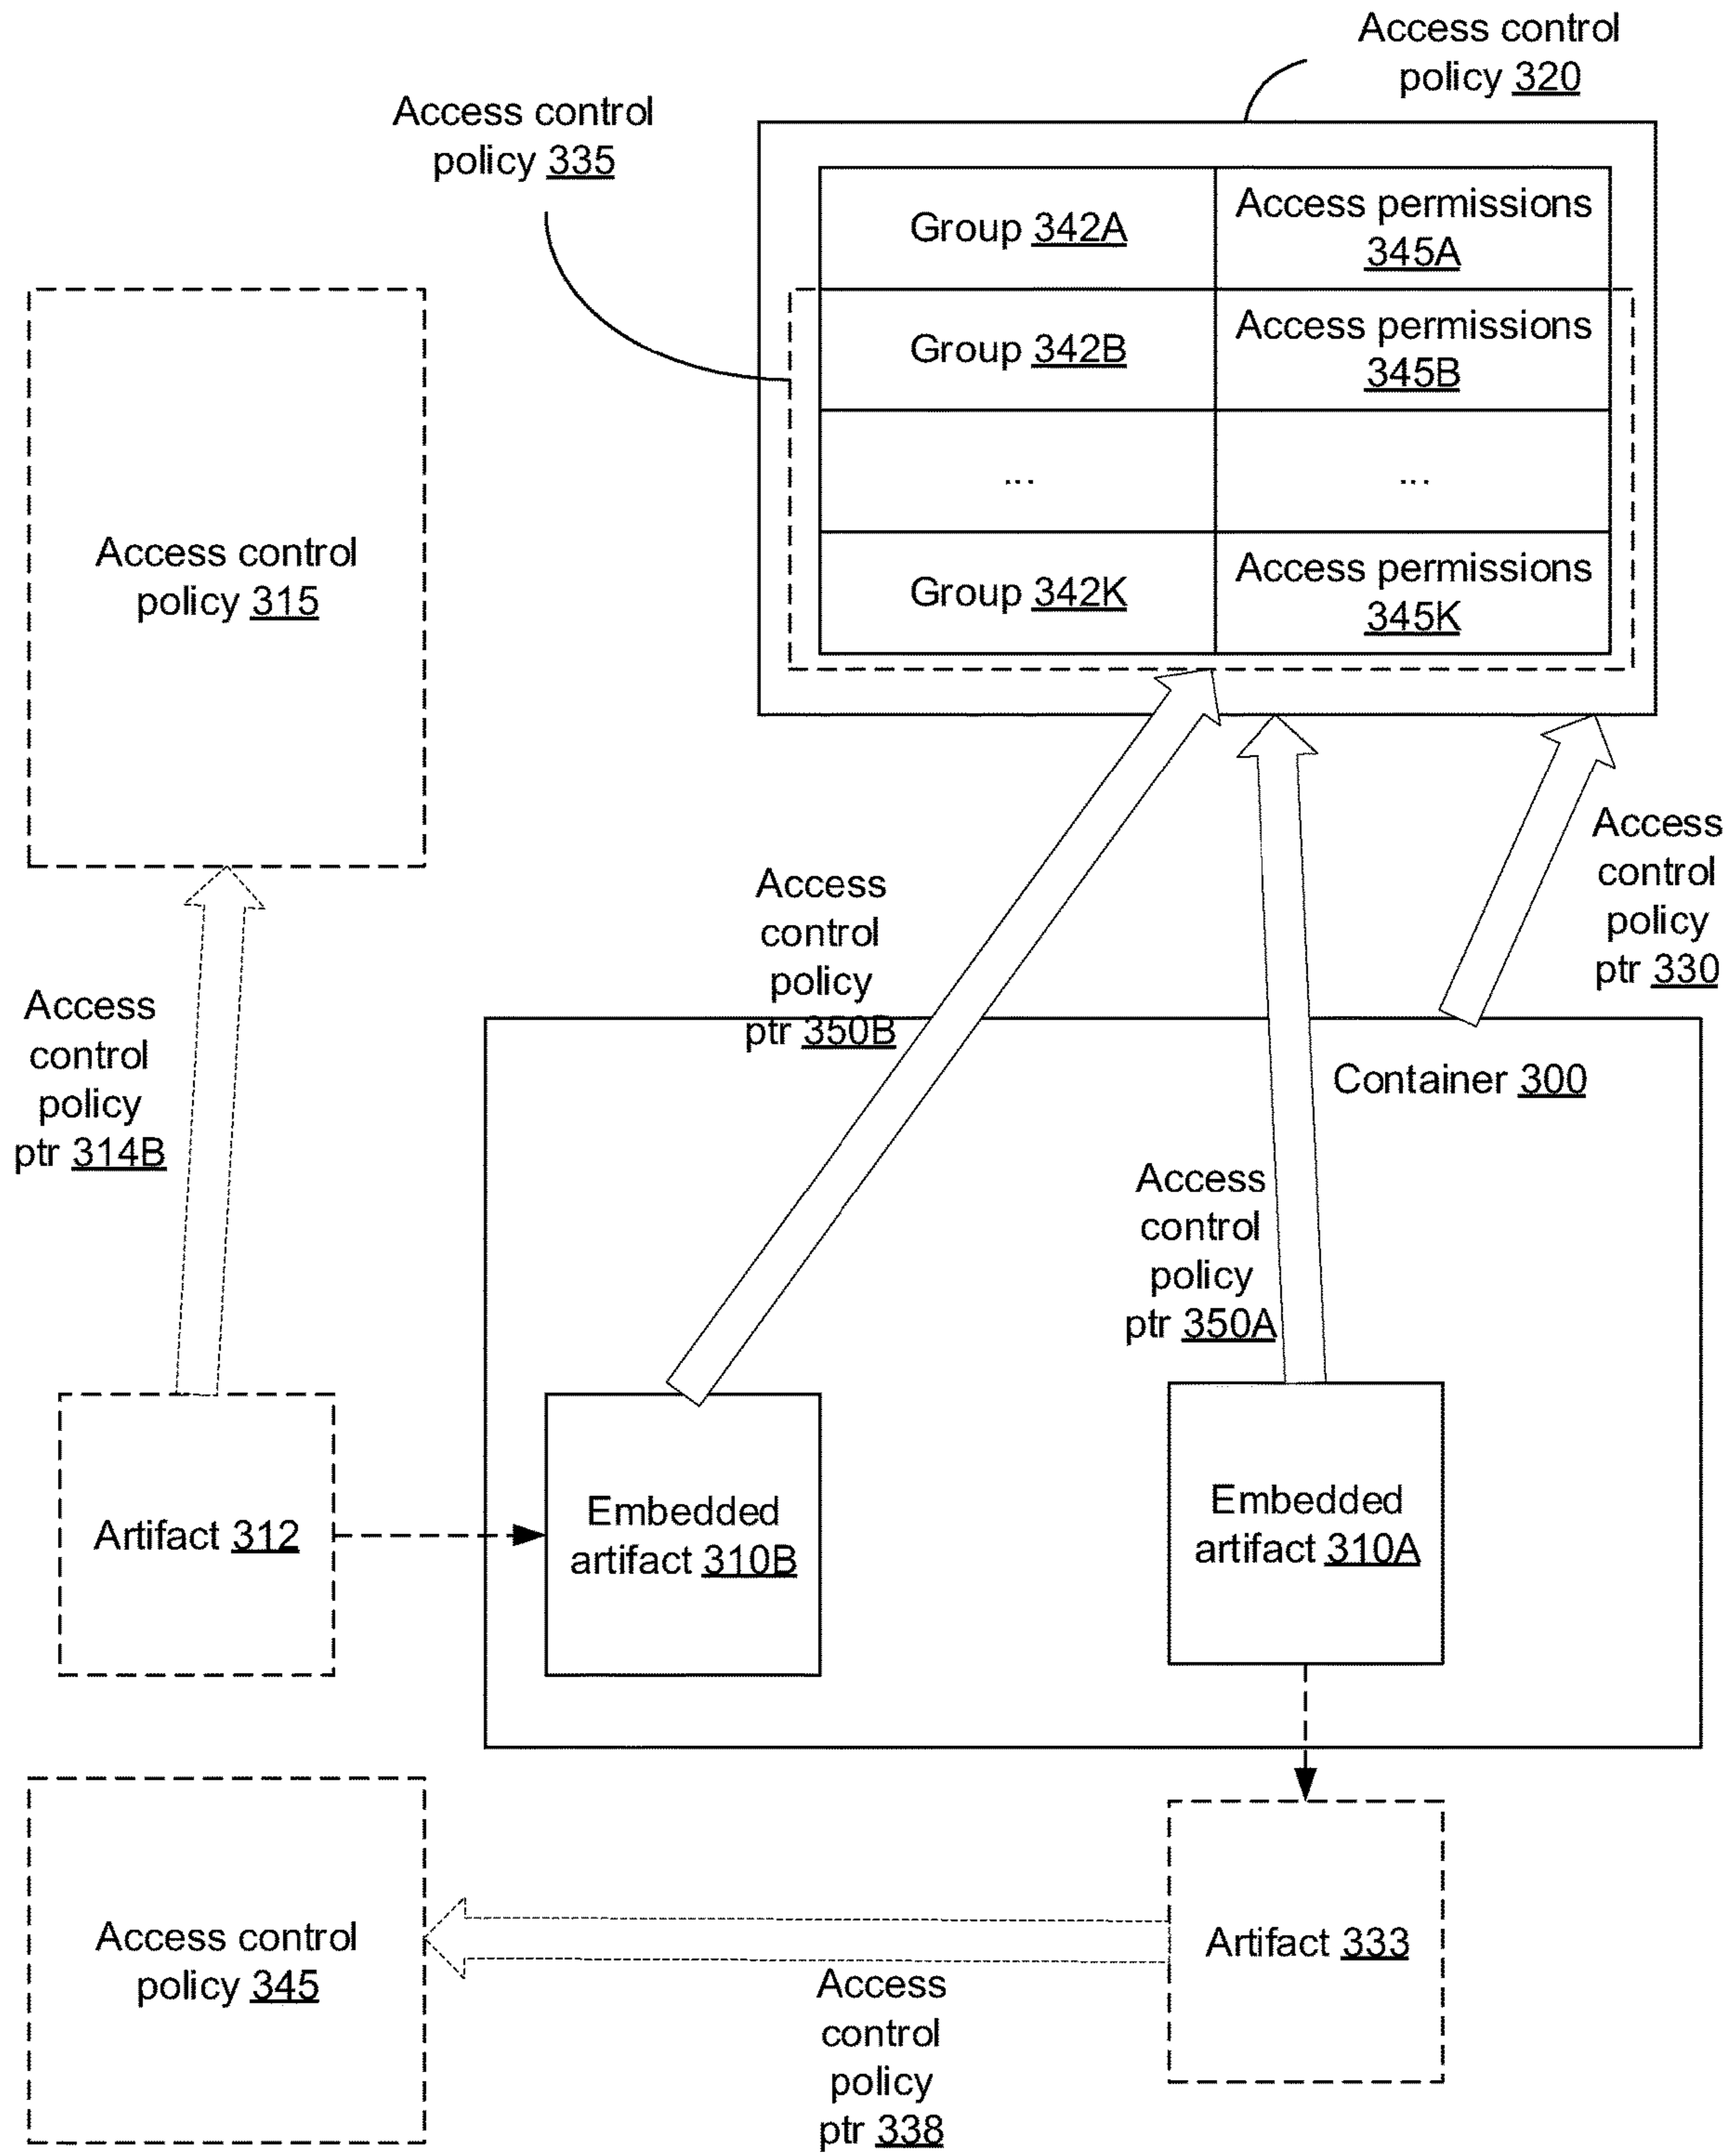 Access control
policy 320
Access control
policy 335
Group 342A
Access permissions
345A
Group 342B
Access permissions
345B
...
...
Group 342K
Access permissions
345K
Access control
policy 315
Access
control
policy
ptr 330
Access
control
policy
ptr 350B
Access
control
policy
ptr 314B
Container 300
Access
control
policy
ptr 350A
Artifact 312
Embedded
artifact 310B
Embedded
artifact 310A
Access control
policy 345
Artifact 333
Access
control
policy
ptr 338